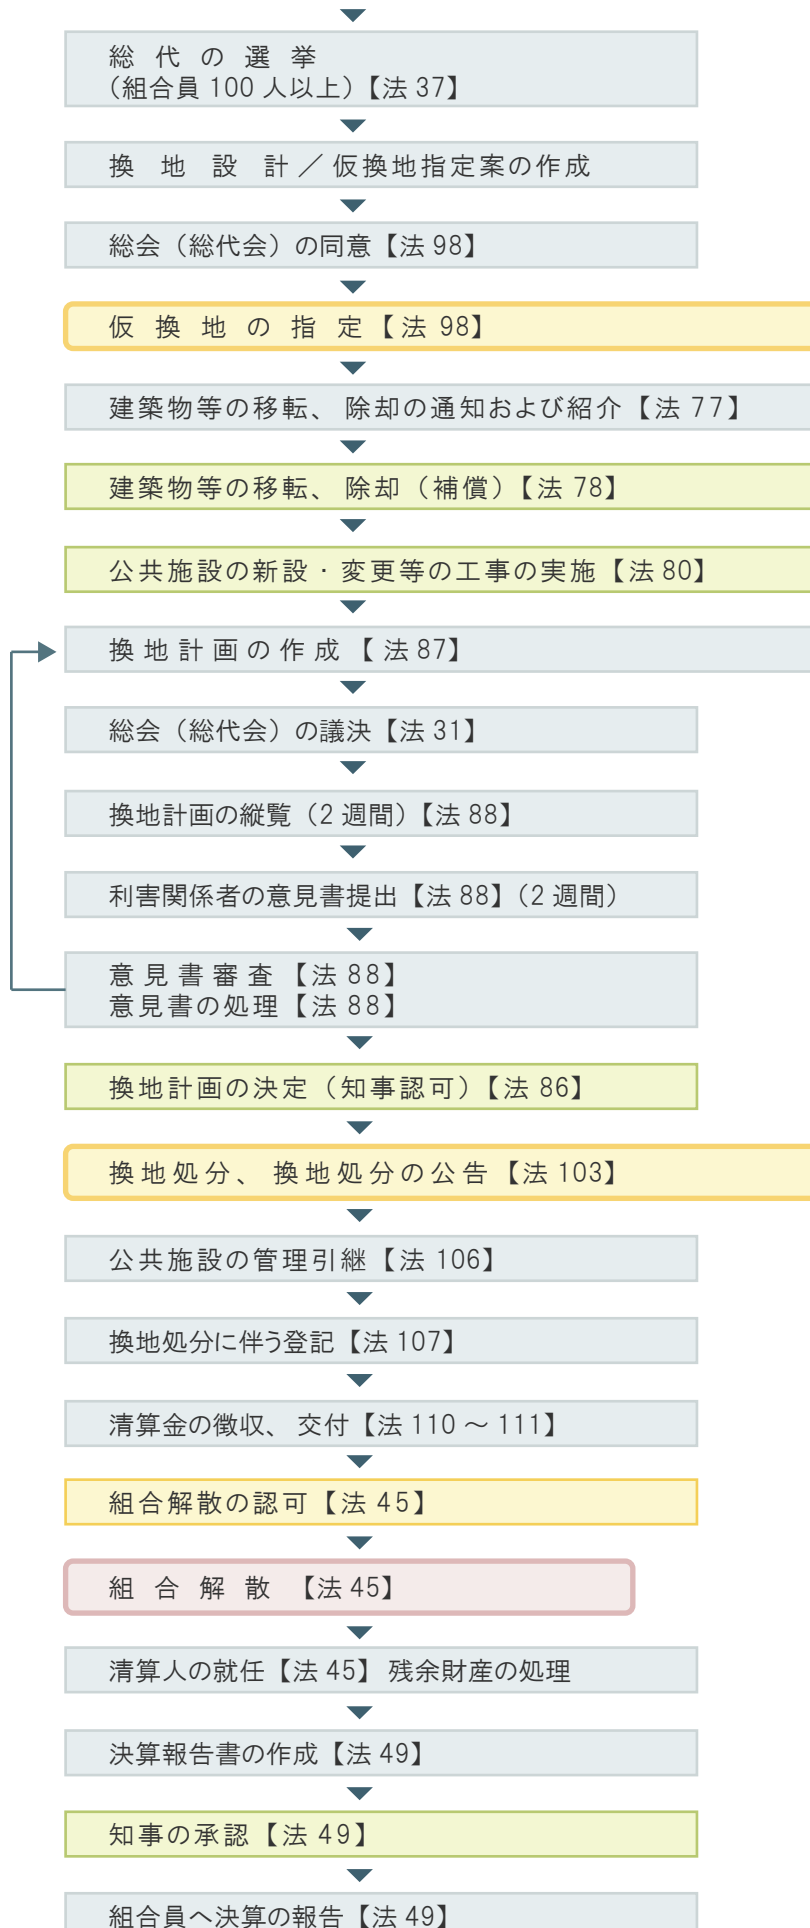 総代の選挙
（組合員 100 人以上）【法 37】
換地設計／仮換地指定案の作成
総会（総代会）の同意【法 98】
仮換地の指定【法 98】
建築物等の移転、除却の通知および紹介【法 77】
建築物等の移転、除却（補償）【法 78】
公共施設の新設・変更等の工事の実施【法 80】
換地計画の作成【法 87】
総会（総代会）の議決【法 31】
換地計画の縦覧（2 週間）【法 88】
利害関係者の意見書提出【法 88】（2 週間）
意見書審査【法 88】
意見書の処理【法 88】
換地計画の決定（知事認可）【法 86】
換地処分、換地処分の公告【法 103】
公共施設の管理引継【法 106】
換地処分に伴う登記【法 107】
清算金の徴収、交付【法 110 ～ 111】
組合解散の認可【法 45】
組合解散【法 45】
清算人の就任【法 45】残余財産の処理
決算報告書の作成【法 49】
知事の承認【法 49】
組合員へ決算の報告【法 49】